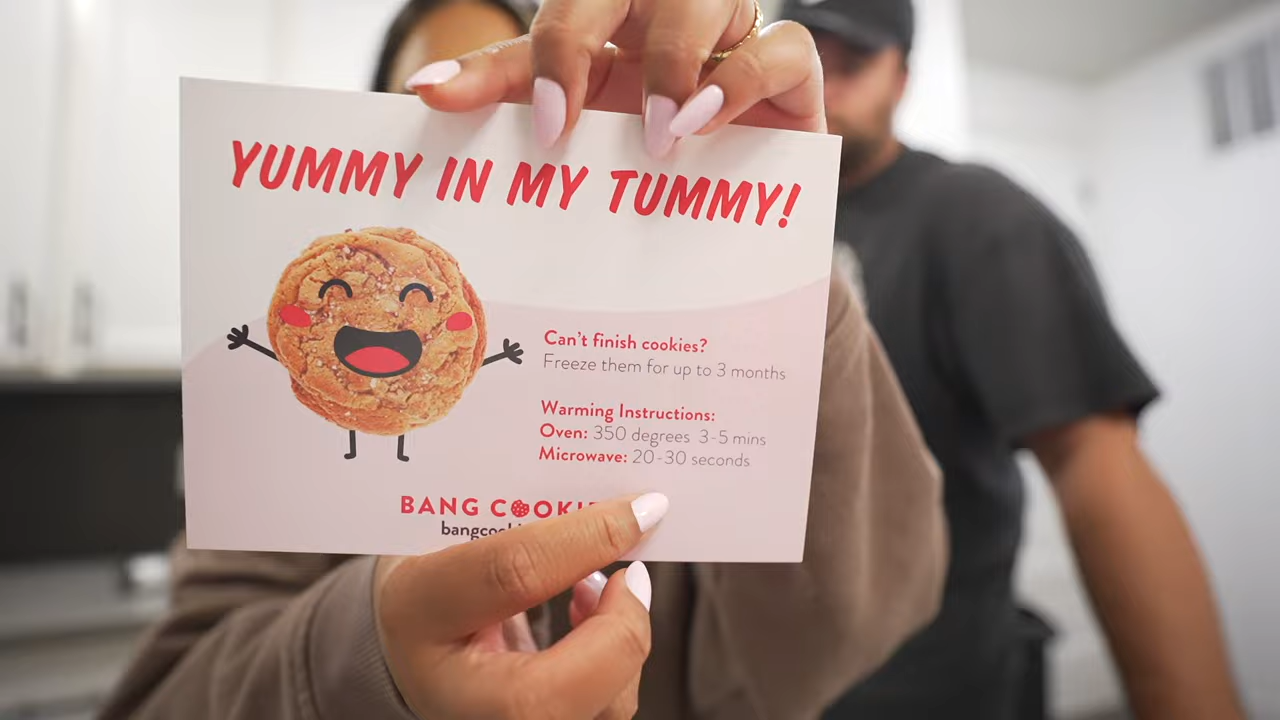 YUMMY IN MY TUMMY!
Can't finish cookies?
Freeze them for up to 3 months
Warming Instructions:
Oven: 350 degrees 3-5 mins
Microwave: 20-30 seconds
BANG